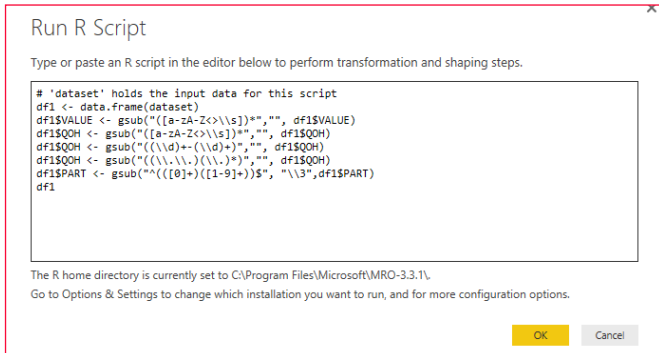 Run R Script
Type or paste an R script in the editor below to perform transformation and shaping steps.
# 'dataset' holds the input data for this script
df1 <- data.frame(dataset)
df1$VALUE <- gsub("([a-zA-Z<>\\s])*","", df1$VALUE)
df1$QOH <- gsub("([a-zA-Z<>\\s])*","", df1$QOH)
df1$QOH <- gsub("((\\d)+-(\\d)+)","", df1$QOH)
df1$QOH <- gsub("((\\.\\.)(\\.)*)","", df1$QOH)
df1$PART <- gsub("^(([0]+)([1-9]+))$", "\\3",df1$PART)
df1
The R home directory is currently set to C:\Program Files\Microsoft\MRO-3.3.1\.
Go to Options & Settings to change which installation you want to run, and for more configuration options.
OK Cancel